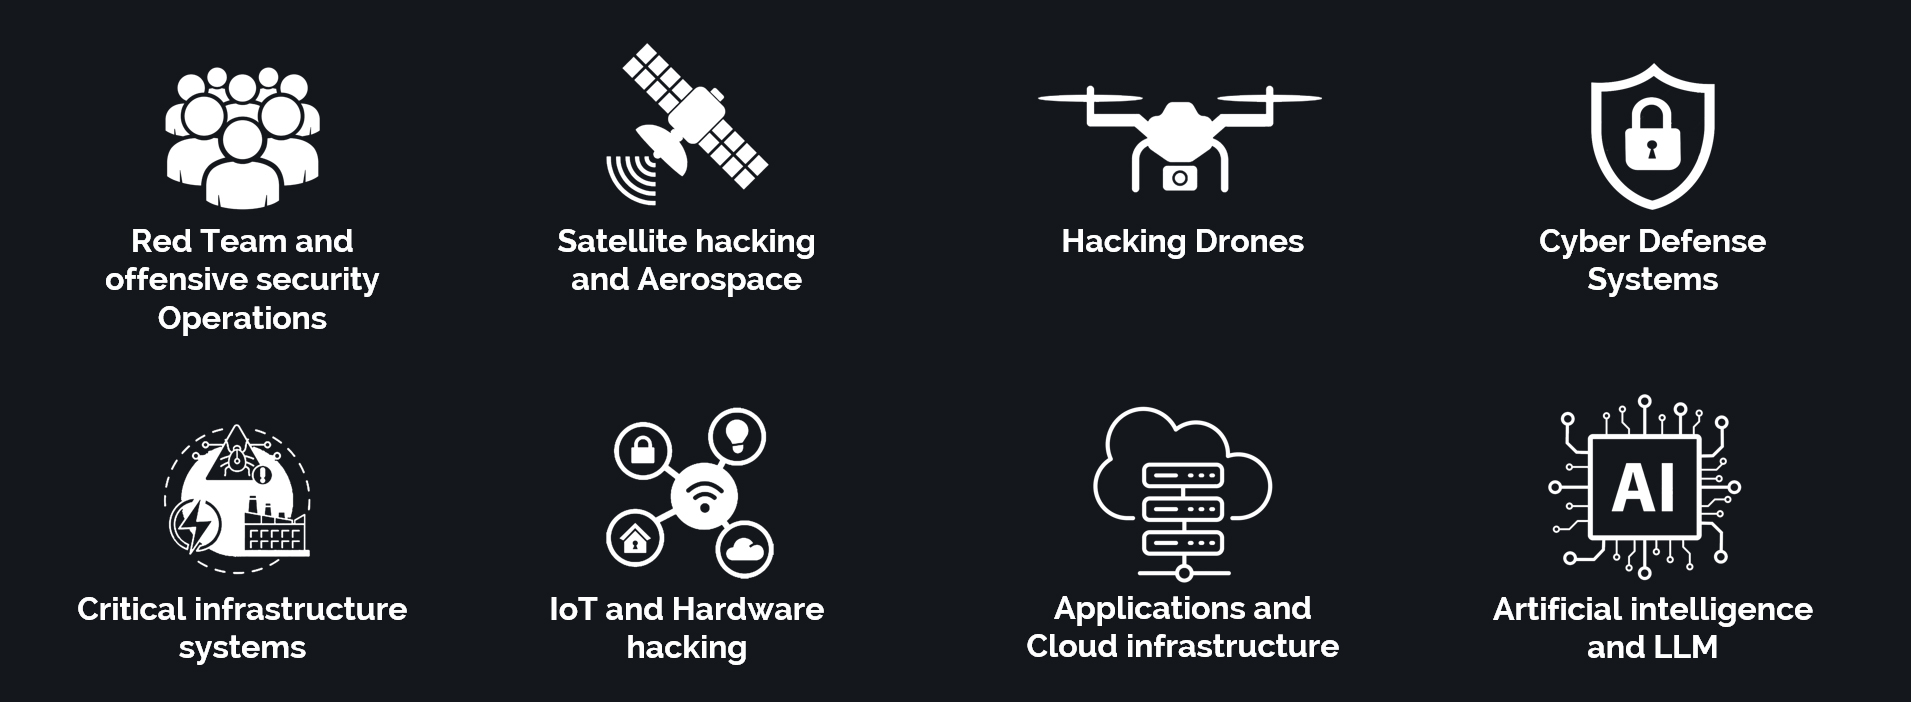 Red Team and
offensive security
Operations
Satellite hacking
and Aerospace
Hacking Drones
Cyber Defense
Systems
Critical infrastructure
systems
IoT and Hardware
hacking
Applications and
Cloud infrastructure
AI
Artificial intelligence
and LLM